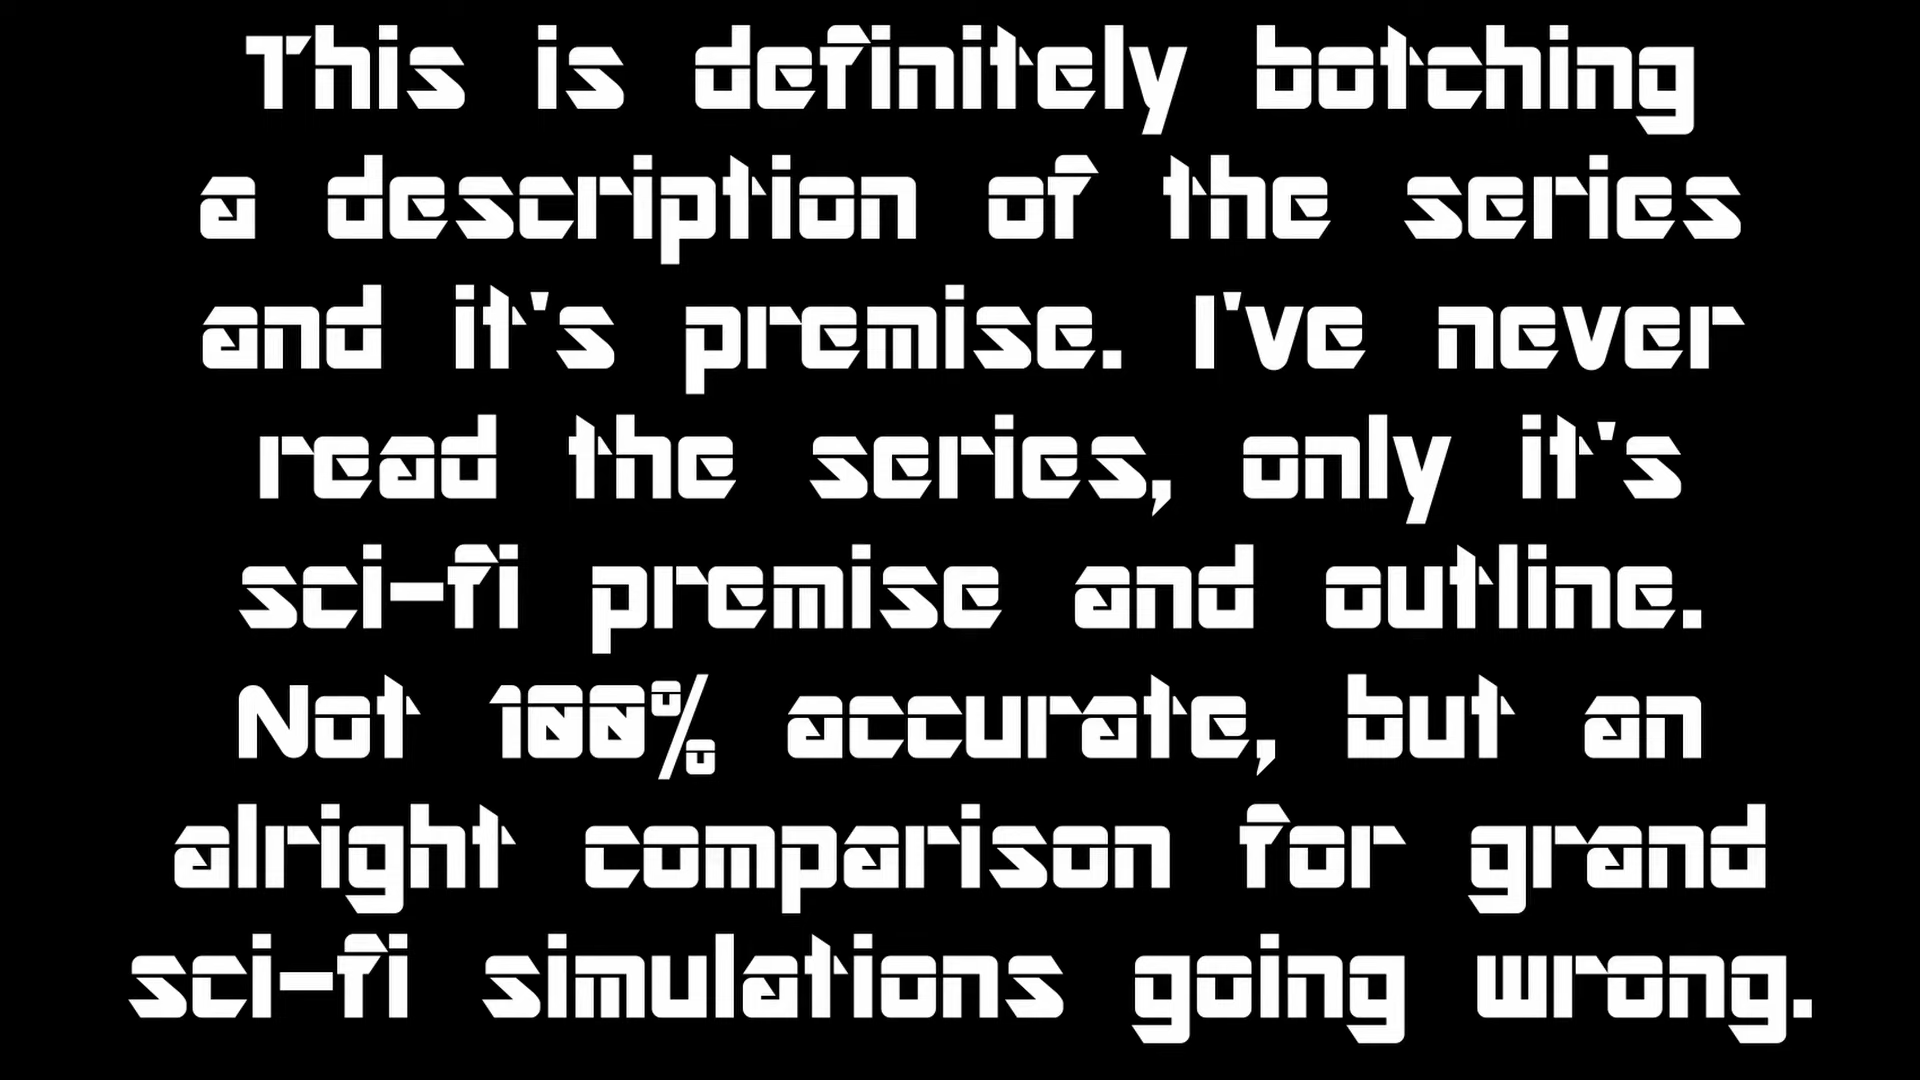 This is definitely botching
a description of the series
and it's premise. I've never
read the series, only it's
sci-fi premise and outline.
Not 100% accurate, but an
alright comparison for grand
sci-fi simulations going wrong.